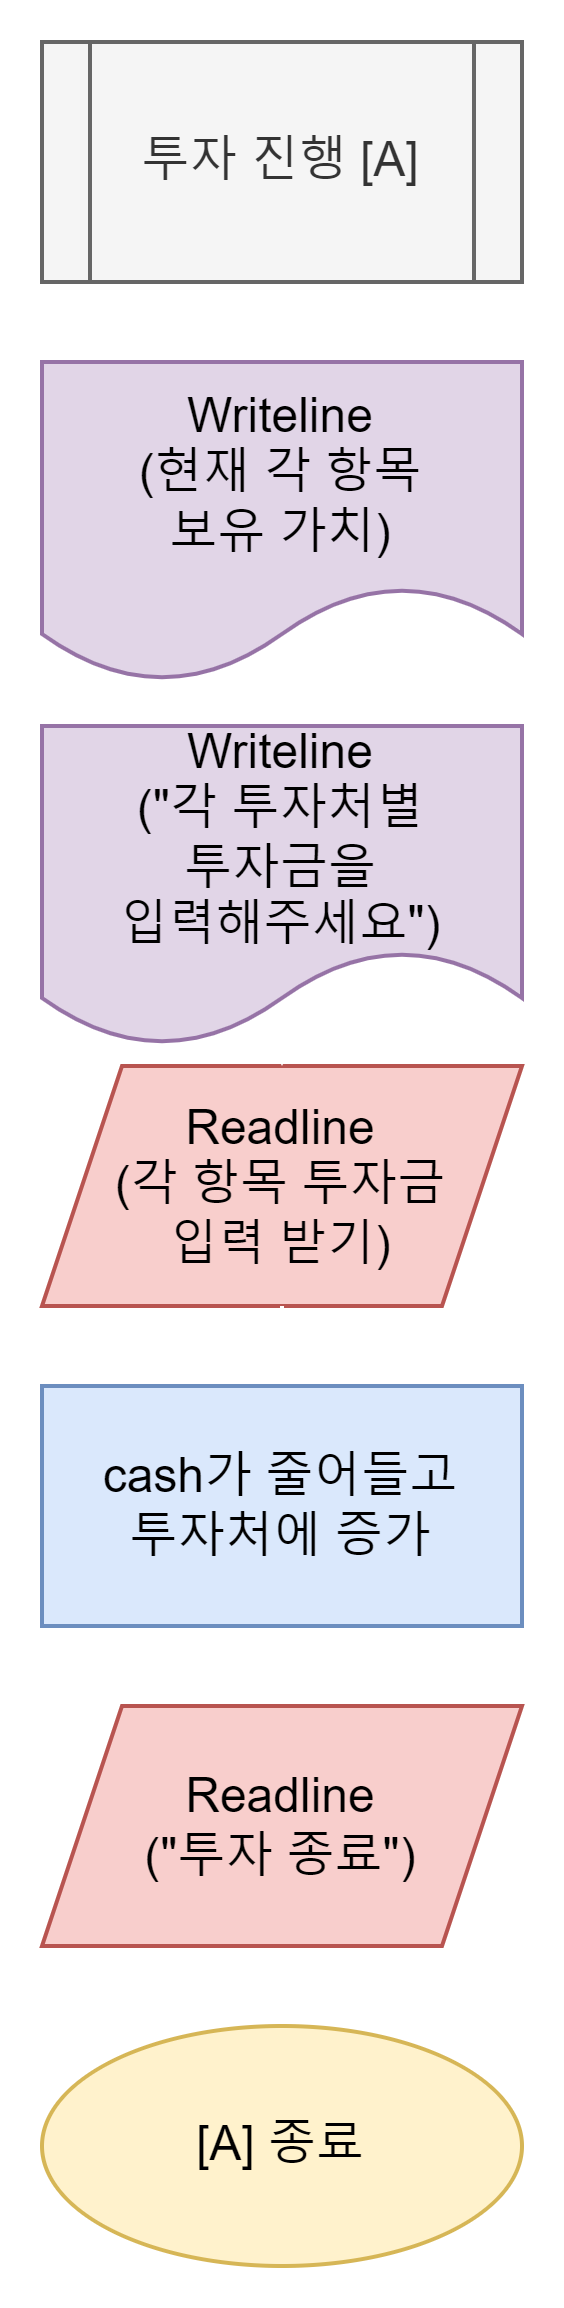 투자 진행 [A]
Writeline
(현재 각 항목
보유 가치)
Writeline
("각 투자처별
투자금을
입력해주세요")
Readline
(각 항목 투자금
입력 받기)
cash가 줄어들고
투자처에 증가
Readline
("투자 종료")
[A] 종료